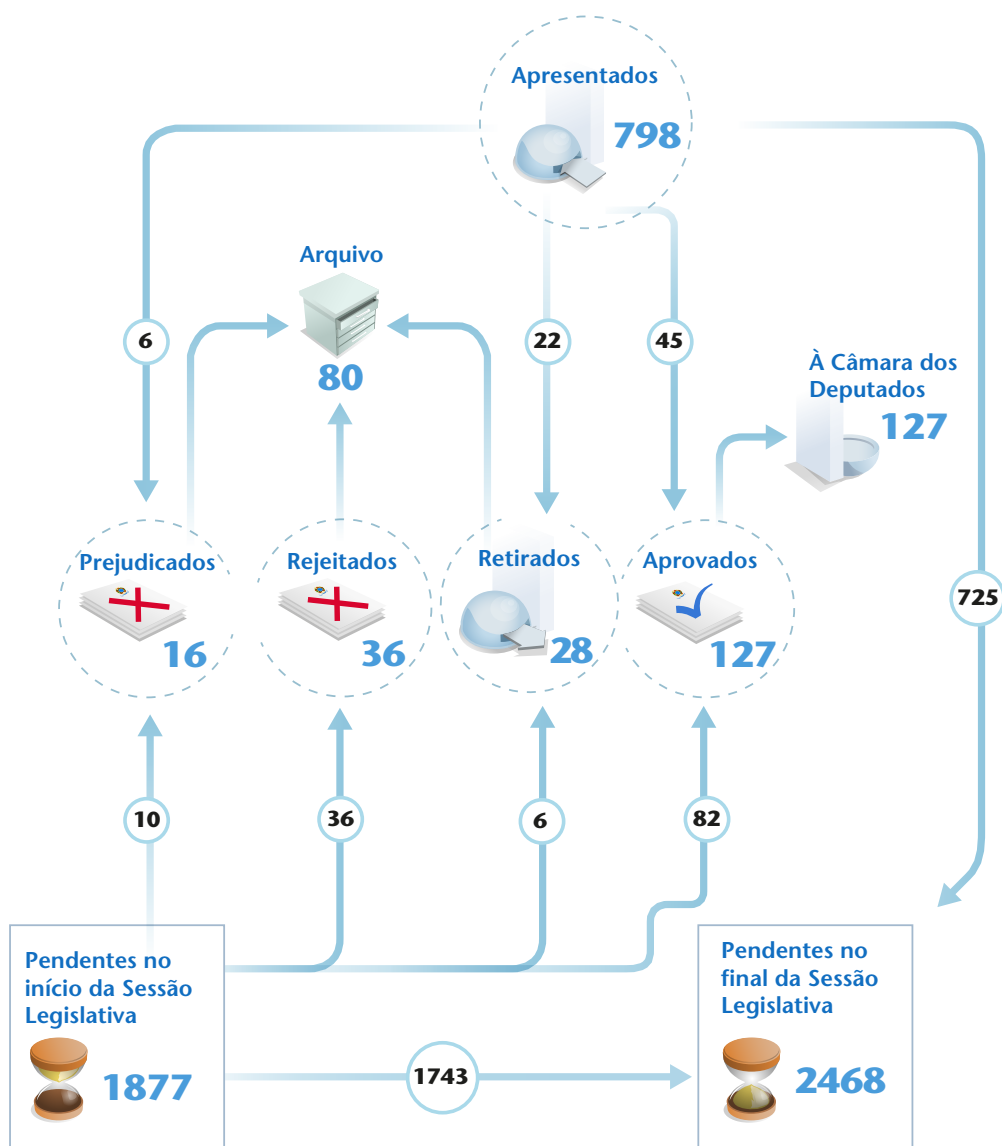 Apresentados
798
Arquivo
80
6
22
45
À Câmara dos
Deputados
127
Prejudicados
16
Rejeitados
36
Retirados
28
Aprovados
127
725
10
36
6
82
Pendentes no
início da Sessão
Legislativa
1877
1743
Pendentes no
final da Sessão
Legislativa
2468